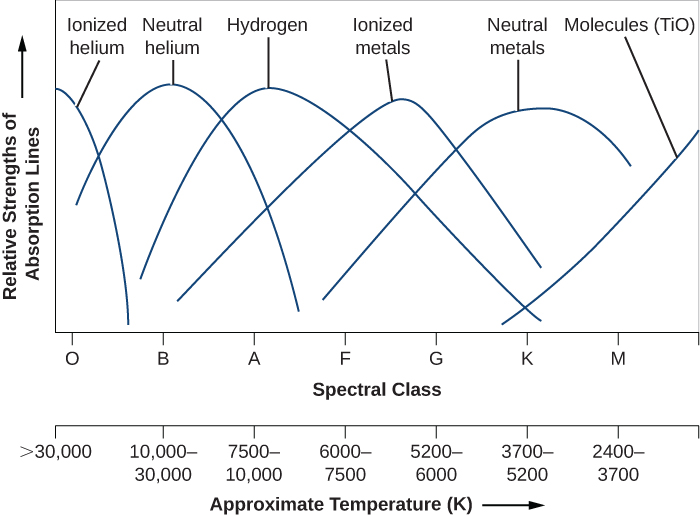 Ionized helium
Neutral helium
Hydrogen
Ionized metals
Neutral metals
Molecules (TiO)
Relative Strengths of
Absorption Lines
O B A F G K M
Spectral Class
>30,000 10,000–30,000 7500–10,000 6000–7500 5200–6000 3700–5200 2400–3700
Approximate Temperature (K)